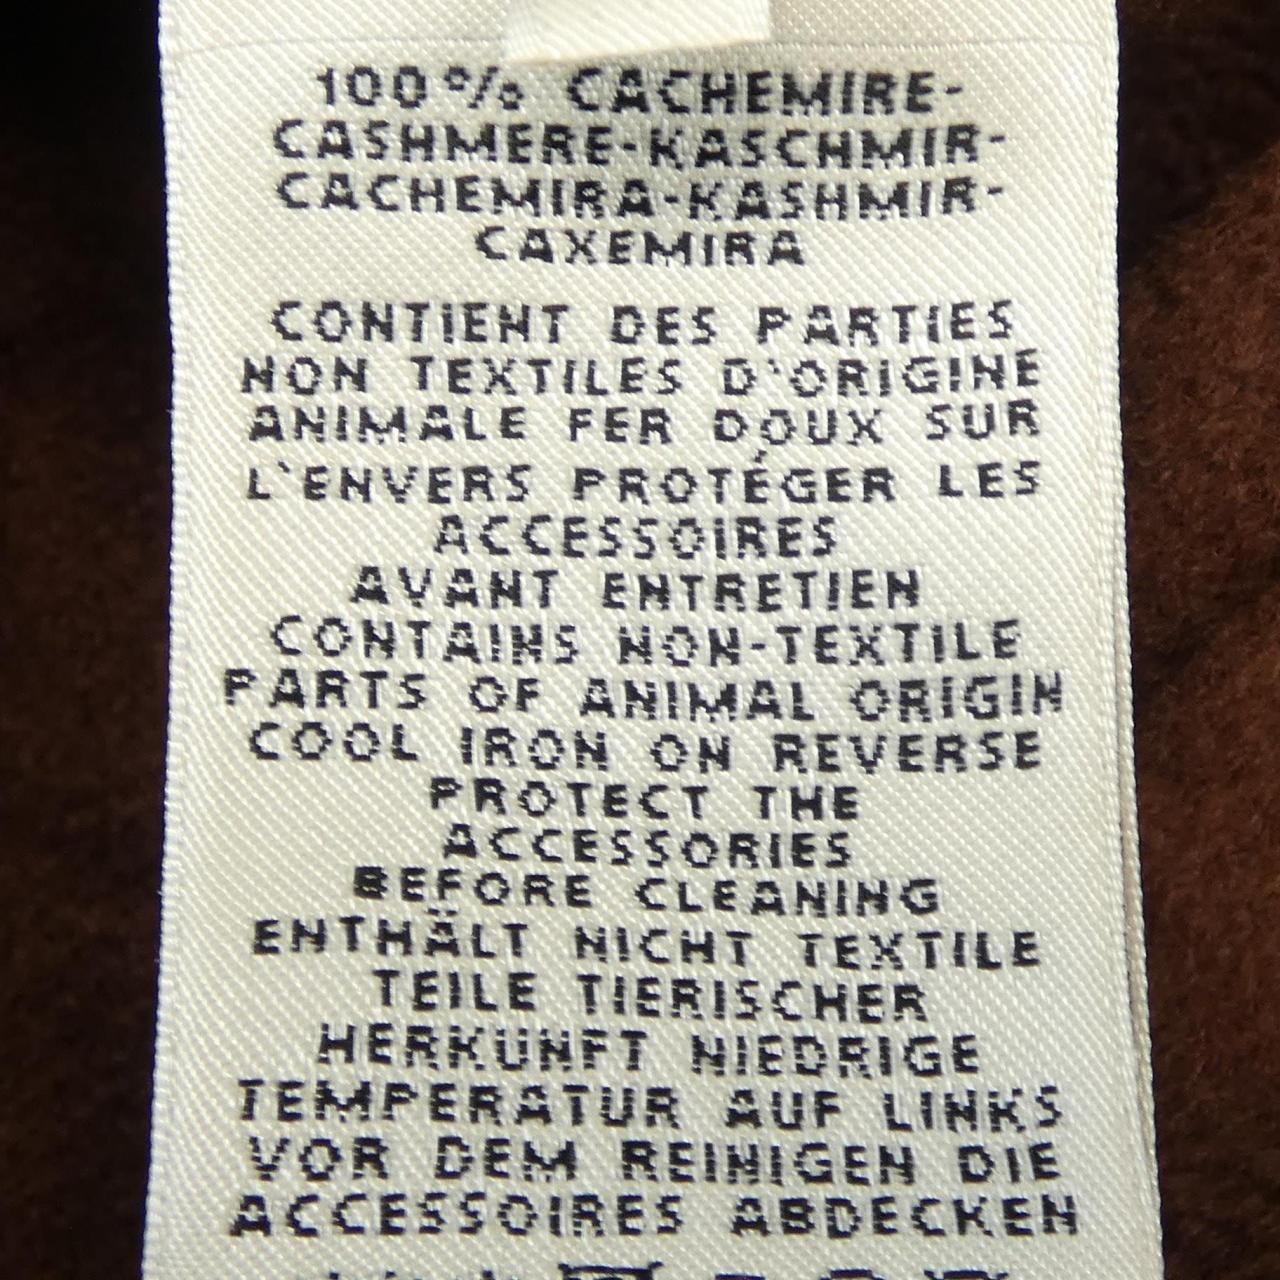 100% CACHEMIRE-
CASHMERE-KASCHMIR-
CACHEMIRA-KASHMIR-
CAXEMIRA
CONTIENT DES PARTIES
NON TEXTILES D'ORIGINE
ANIMALE FER DOUX SUR
L'ENVERS PROTÉGER LES
ACCESSOIRES
AVANT ENTRETIEN
CONTAINS NON-TEXTILE
PARTS OF ANIMAL ORIGIN
COOL IRON ON REVERSE
PROTECT THE
ACCESSORIES
BEFORE CLEANING
ENTHÄLT NICHT TEXTILE
TEILE TIERISCHER
HERKUNFT NIEDRIGE
TEMPERATUR AUF LINKS
VOR DEM REINIGEN DIE
ACCESSOIRES ABDECKEN